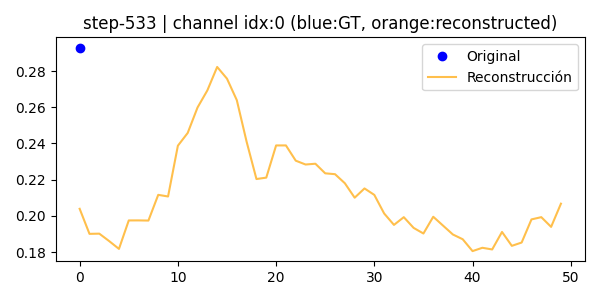 step-533 | channel idx:0 (blue:GT, orange:reconstructed)
Original
Reconstrucción
0.28
0.26
0.24
0.22
0.20
0.18
0 10 20 30 40 50